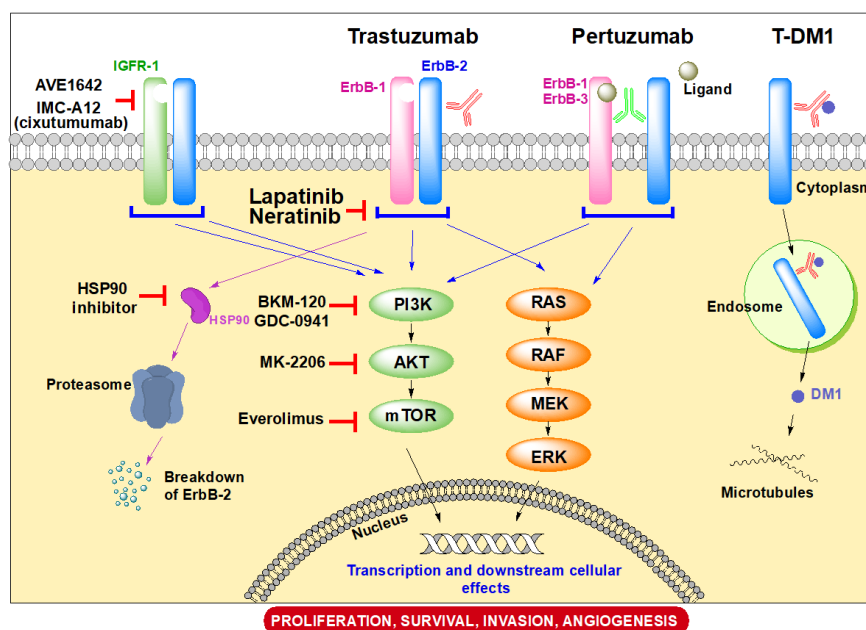 Trastuzumab
Pertuzumab
T-DM1
IGFR-1
AVE1642
IMC-A12
(cixutumumab)
ErbB-1
ErbB-2
ErbB-1
ErbB-3
Ligand
Cytoplasm
Lapatinib
Neratinib
HSP90
inhibitor
HSP90
BKM-120
GDC-0941
PI3K
RAS
Endosome
MK-2206
AKT
RAF
Proteasome
DM1
Everolimus
mTOR
MEK
ERK
Breakdown
of ErbB-2
Microtubules
Nucleus
Transcription and downstream cellular
effects
PROLIFERATION, SURVIVAL, INVASION, ANGIOGENESIS